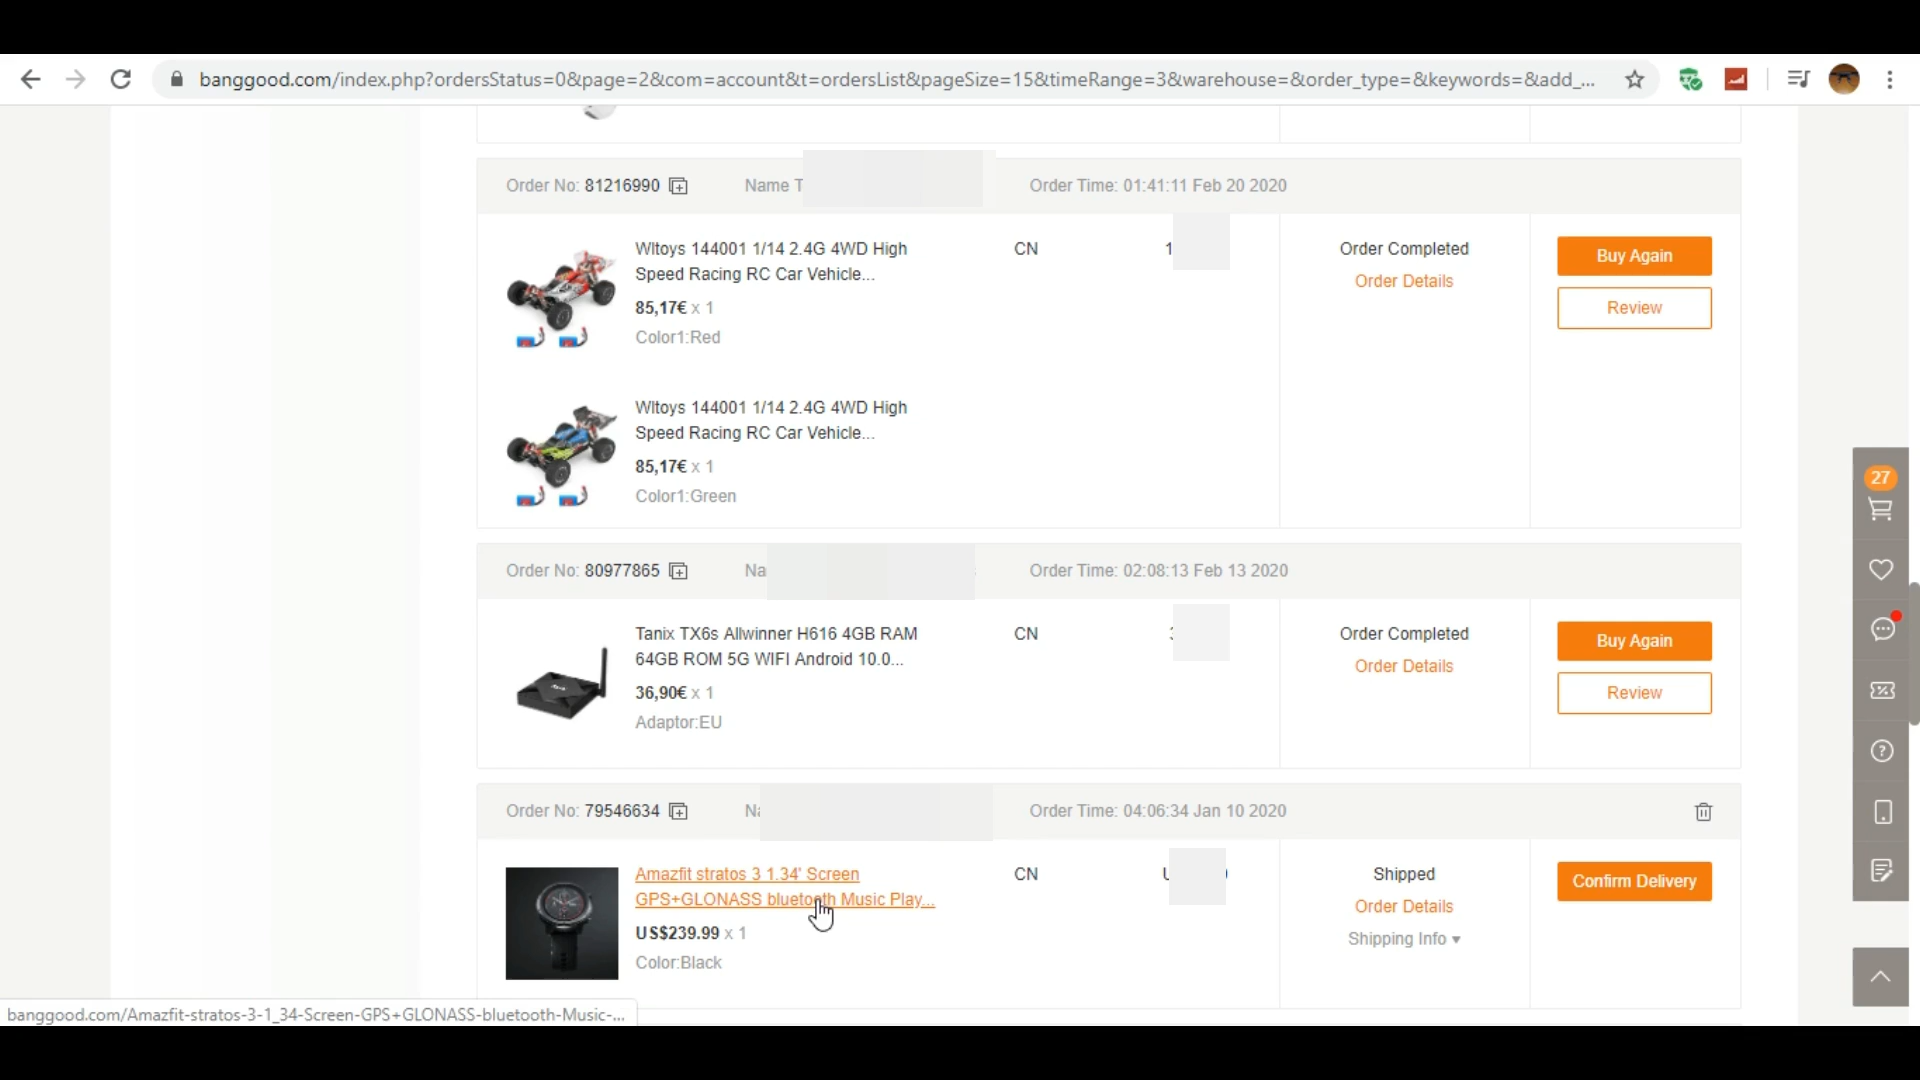 banggood.com/index.php?ordersStatus=0&page=2&com=account&t=ordersList&pageSize=15&timeRange=3&warehouse=&order_type=&keywords=&add_...
Order No: 81216990 Name T Order Time: 01:41:11 Feb 20 2020
Wltoys 144001 1/14 2.4G 4WD High
Speed Racing RC Car Vehicle...
85,17€ x 1
Color1:Red
CN
1
Order Completed
Order Details
Buy Again
Review
Wltoys 144001 1/14 2.4G 4WD High
Speed Racing RC Car Vehicle...
85,17€ x 1
Color1:Green
27
Order No: 80977865 Na Order Time: 02:08:13 Feb 13 2020
Tanix TX6s Allwinner H616 4GB RAM
64GB ROM 5G WIFI Android 10.0...
36,90€ x 1
Adaptor:EU
CN
Order Completed
Order Details
Buy Again
Review
Order No: 79546634 Na Order Time: 04:06:34 Jan 10 2020
Amazfit stratos 3 1.34' Screen
GPS+GLONASS bluetooth Music Play...
US$239.99 x 1
Color:Black
CN
Shipped
Order Details
Shipping Info
Confirm Delivery
banggood.com/Amazfit-stratos-3-1_34-Screen-GPS+GLONASS-bluetooth-Music-...